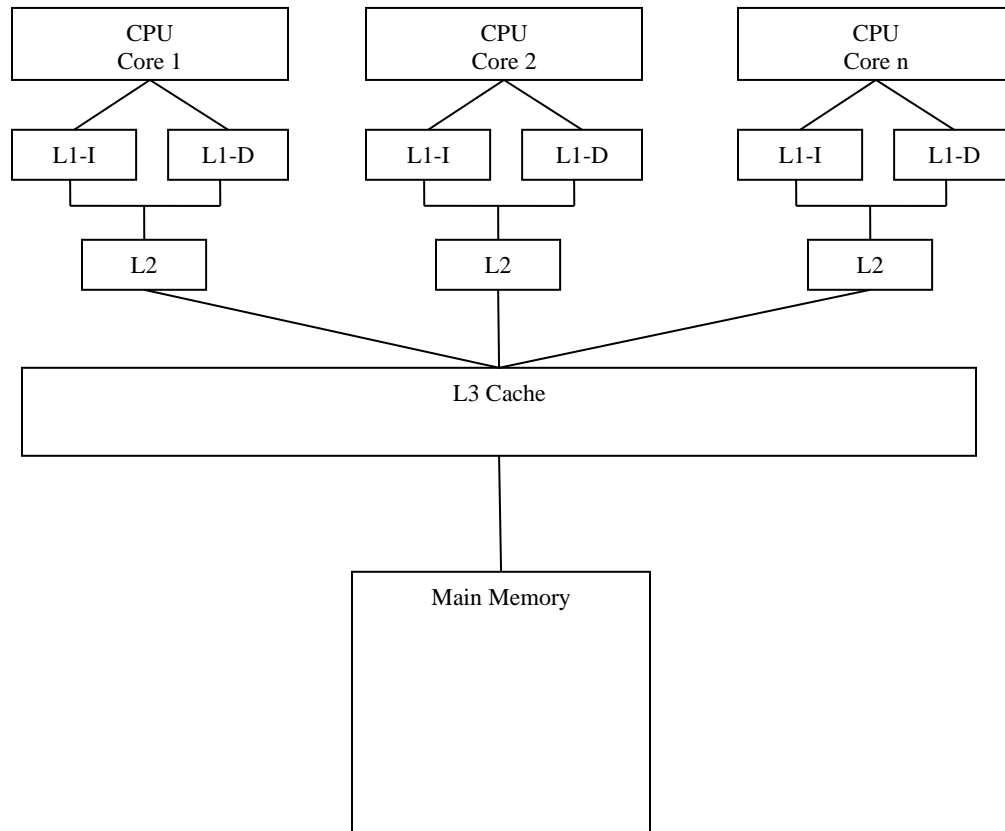 CPU
Core 1
CPU
Core 2
CPU
Core n
L1-I
L1-D
L1-I
L1-D
L1-I
L1-D
L2
L2
L2
L3 Cache
Main Memory